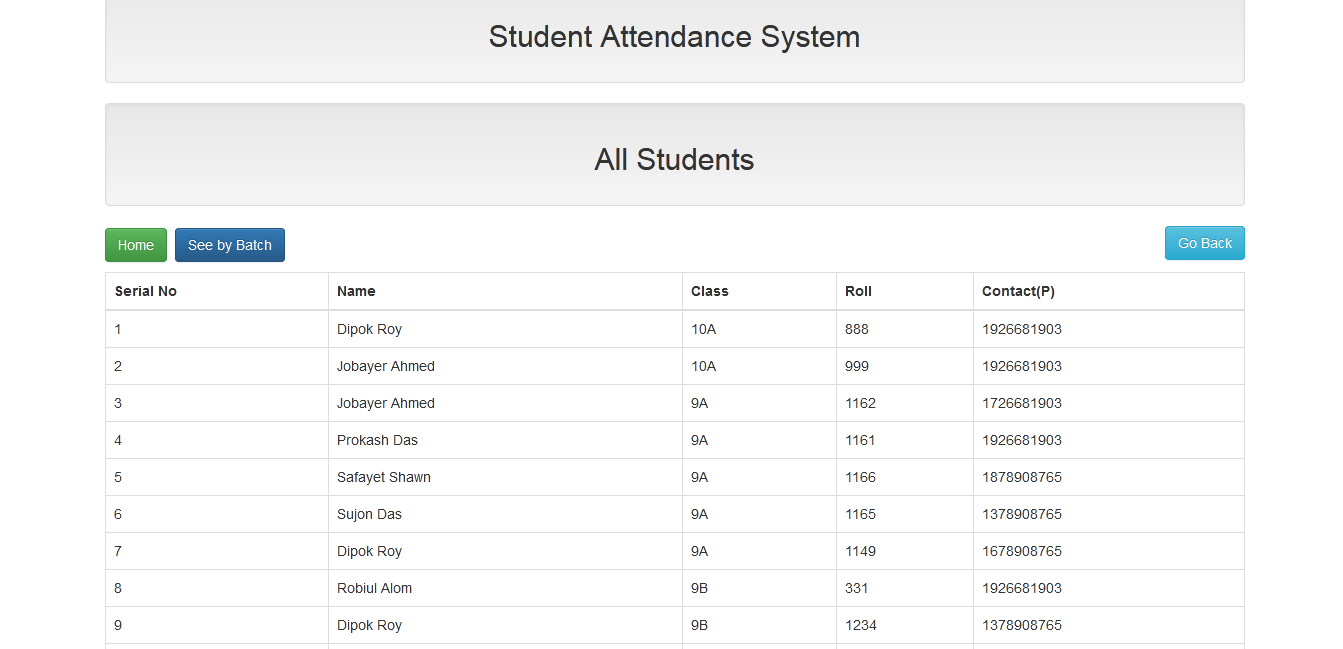 Student Attendance System
All Students
Home See by Batch Go Back
Serial No Name Class Roll Contact(P)
1 Dipok Roy 10A 888 1926681903
2 Jobayer Ahmed 10A 999 1926681903
3 Jobayer Ahmed 9A 1162 1726681903
4 Prokash Das 9A 1161 1926681903
5 Safayet Shawn 9A 1166 1878908765
6 Sujon Das 9A 1165 1378908765
7 Dipok Roy 9A 1149 1678908765
8 Robiul Alom 9B 331 1926681903
9 Dipok Roy 9B 1234 1378908765